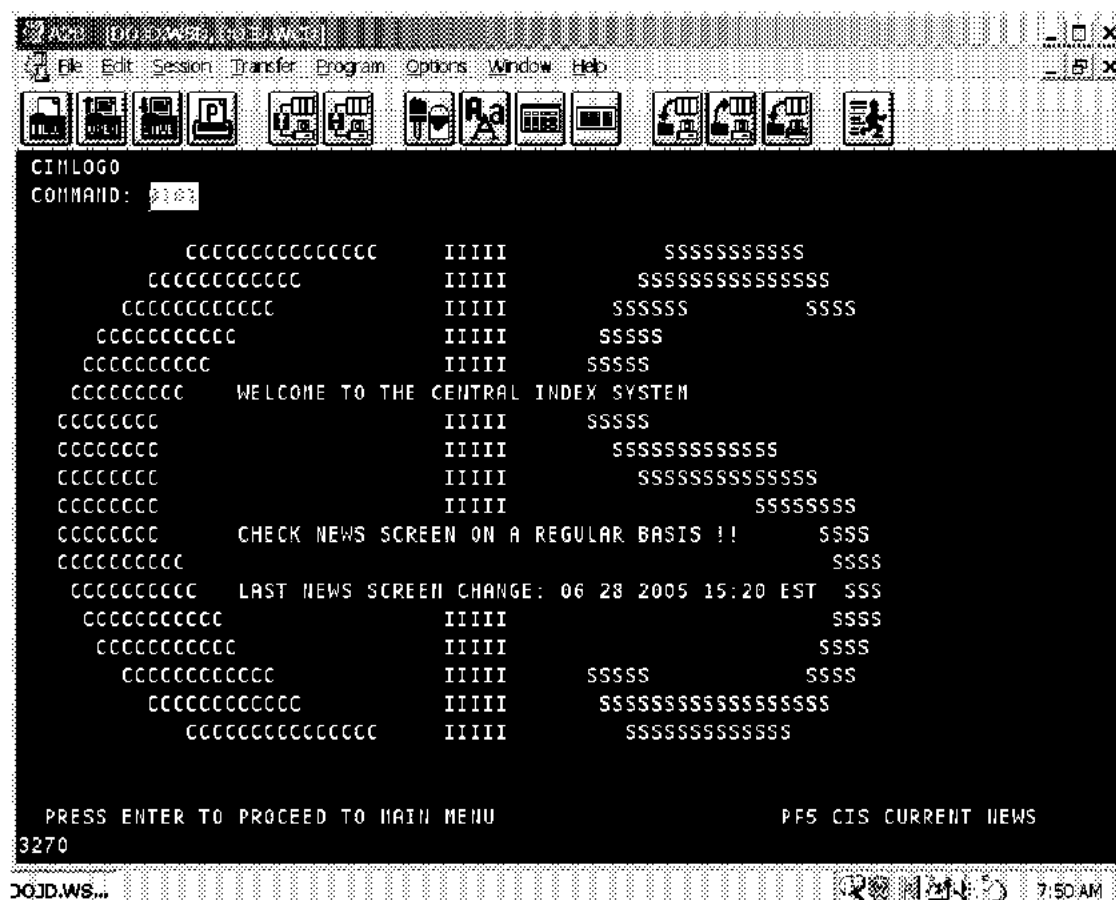 File Edit Session Transfer Program Options Window Help
CIMLOGO
COMMAND:
CCCCCCCCCCCCCCC IIIII SSSSSSSSSSS
CCCCCCCCCCCC IIIII SSSSSSSSSSSSSSS
CCCCCCCCCCCC IIIII SSSSSS SSSS
CCCCCCCCCCC IIIII SSSSS
CCCCCCCCCC IIIII SSSSS
CCCCCCCCC WELCOME TO THE CENTRAL INDEX SYSTEM
CCCCCCCC IIIII SSSSS
CCCCCCCC IIIII SSSSSSSSSSSSS
CCCCCCCC IIIII SSSSSSSSSSSSSS
CCCCCCCC IIIII SSSSSSSS
CCCCCCCC CHECK NEWS SCREEN ON A REGULAR BASIS !! SSSS
CCCCCCCCCC SSSS
CCCCCCCCCC LAST NEWS SCREEN CHANGE: 06 28 2005 15:20 EST SSS
CCCCCCCCCCC IIIII SSSS
CCCCCCCCCCC IIIII SSSS
CCCCCCCCCCCC IIIII SSSSS SSSS
CCCCCCCCCCCC IIIII SSSSSSSSSSSSSSSSSS
CCCCCCCCCCCCCCC IIIII SSSSSSSSSSSSS
PRESS ENTER TO PROCEED TO MAIN MENU PF5 CIS CURRENT NEWS
3270
7:50 AM